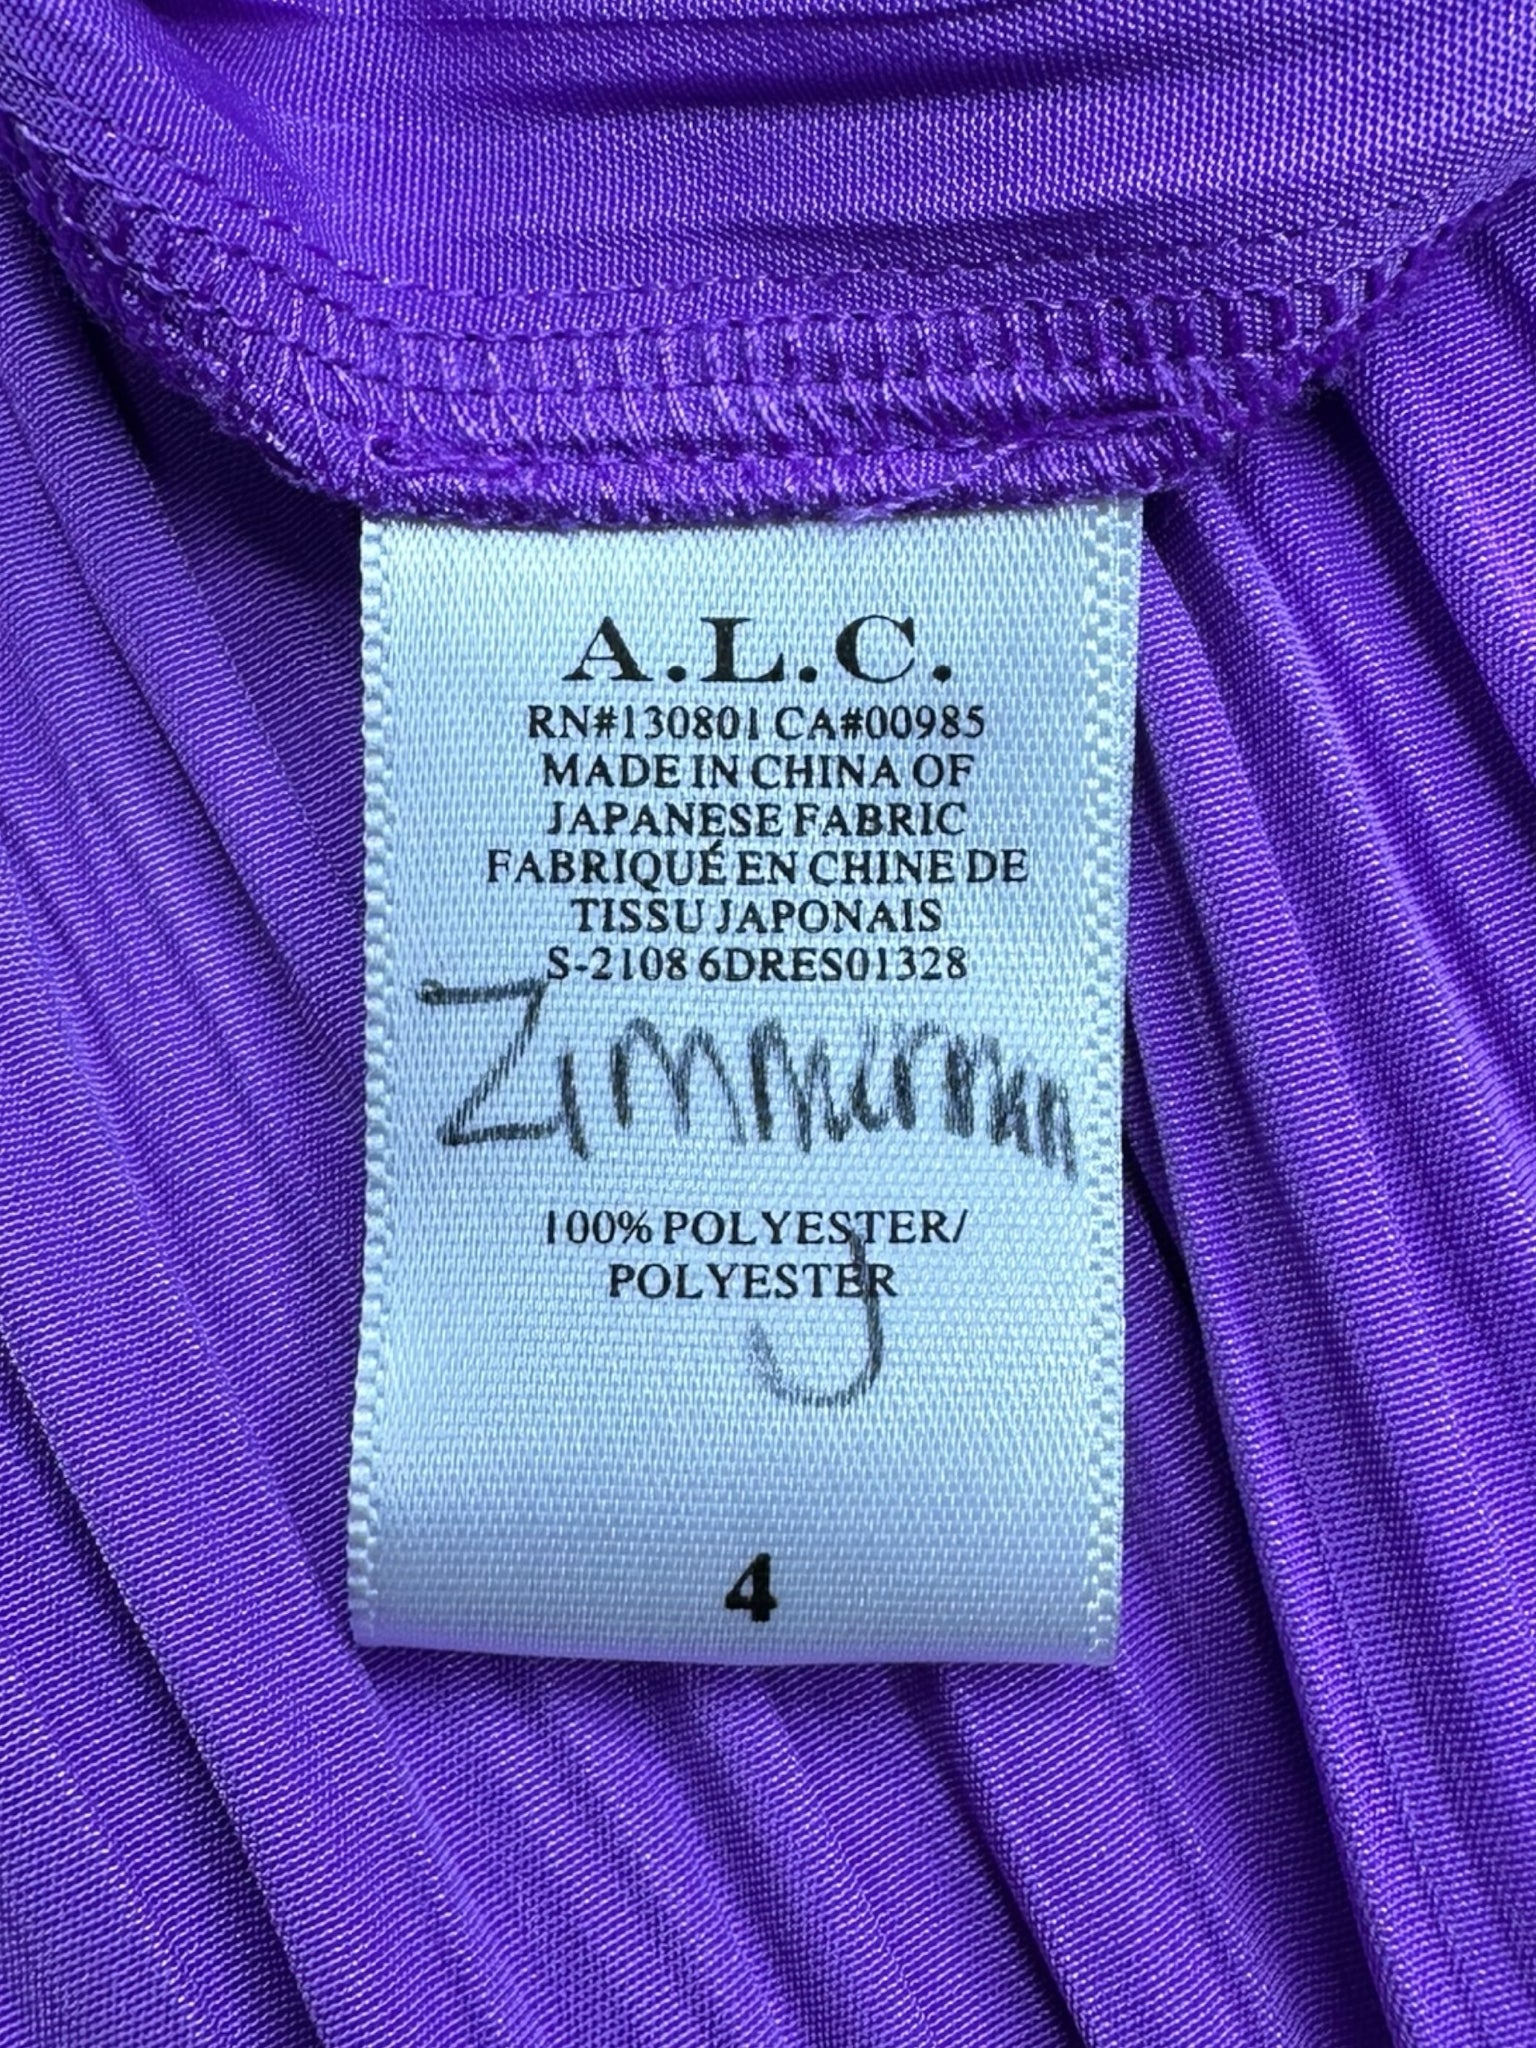 A.L.C.
RN#130801 CA#00985
MADE IN CHINA OF
JAPANESE FABRIC
FABRIQUÉ EN CHINE DE
TISSU JAPONAIS
S-2108 6DRES01328
Zimmerman
100% POLYESTER/
POLYESTER
J
4